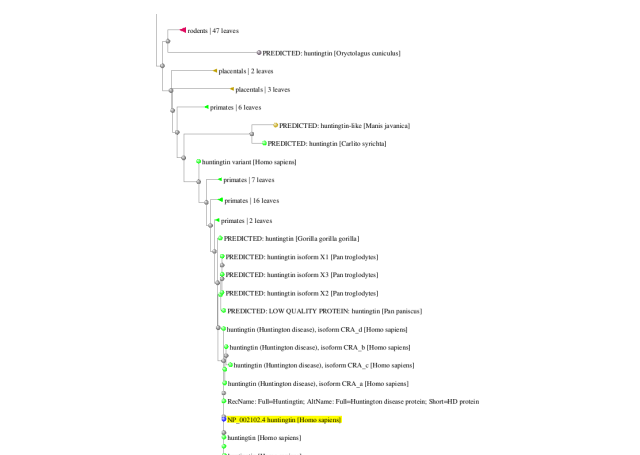 rodents | 47 leaves
PREDICTED: huntingtin [Oryctolagus cuniculus]
placentals | 2 leaves
placentals | 3 leaves
primates | 6 leaves
PREDICTED: huntingtin-like [Manis javanica]
PREDICTED: huntingtin [Carlito syrichta]
huntingtin variant [Homo sapiens]
primates | 7 leaves
primates | 16 leaves
primates | 2 leaves
PREDICTED: huntingtin [Gorilla gorilla gorilla]
PREDICTED: huntingtin isoform X1 [Pan troglodytes]
PREDICTED: huntingtin isoform X3 [Pan troglodytes]
PREDICTED: huntingtin isoform X2 [Pan troglodytes]
PREDICTED: LOW QUALITY PROTEIN: huntingtin [Pan paniscus]
huntingtin (Huntington disease), isoform CRA_d [Homo sapiens]
huntingtin (Huntington disease), isoform CRA_b [Homo sapiens]
huntingtin (Huntington disease), isoform CRA_c [Homo sapiens]
huntingtin (Huntington disease), isoform CRA_a [Homo sapiens]
RecName: Full=Huntingtin; AltName: Full=Huntington disease protein; Short=HD protein
NP_002102.4 huntingtin [Homo sapiens]
huntingtin [Homo sapiens]